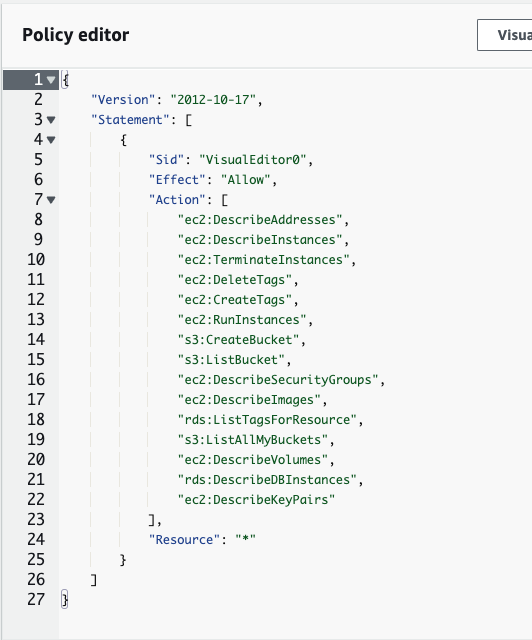 Policy editor
Visua
1 {
2 "Version": "2012-10-17",
3 "Statement": [
4 {
5 "Sid": "VisualEditor0",
6 "Effect": "Allow",
7 "Action": [
8 "ec2:DescribeAddresses",
9 "ec2:DescribeInstances",
10 "ec2:TerminateInstances",
11 "ec2:DeleteTags",
12 "ec2:CreateTags",
13 "ec2:RunInstances",
14 "s3:CreateBucket",
15 "s3:ListBucket",
16 "ec2:DescribeSecurityGroups",
17 "ec2:DescribeImages",
18 "rds:ListTagsForResource",
19 "s3:ListAllMyBuckets",
20 "ec2:DescribeVolumes",
21 "rds:DescribeDBInstances",
22 "ec2:DescribeKeyPairs"
23 ],
24 "Resource": "*"
25 }
26 ]
27 }